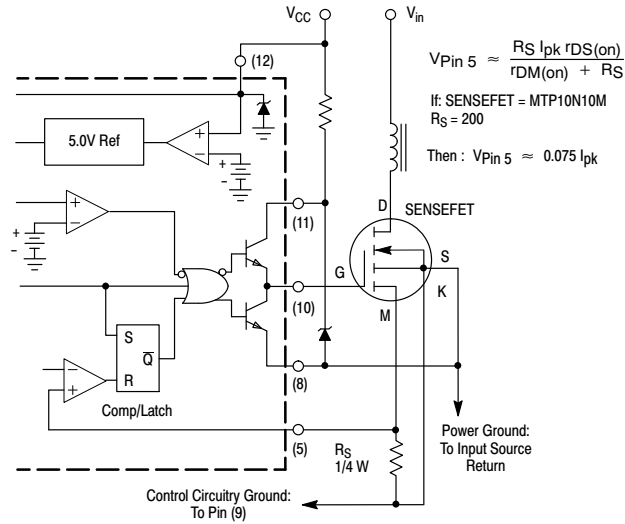 VCC
Vin
(12)
VPin 5 ≈ RS Ipk rDS(on)
rDM(on) + RS
If: SENSEFET = MTP10N10M
RS = 200
Then : VPin 5 ≈ 0.075 Ipk
5.0V Ref
+
−
+
−
+
−
+
−
(11)
D
SENSEFET
S
G
K
(10)
M
S
Q
R
−
+
(8)
Comp/Latch
(5)
Power Ground:
To Input Source
Return
RS
1/4 W
Control Circuitry Ground:
To Pin (9)